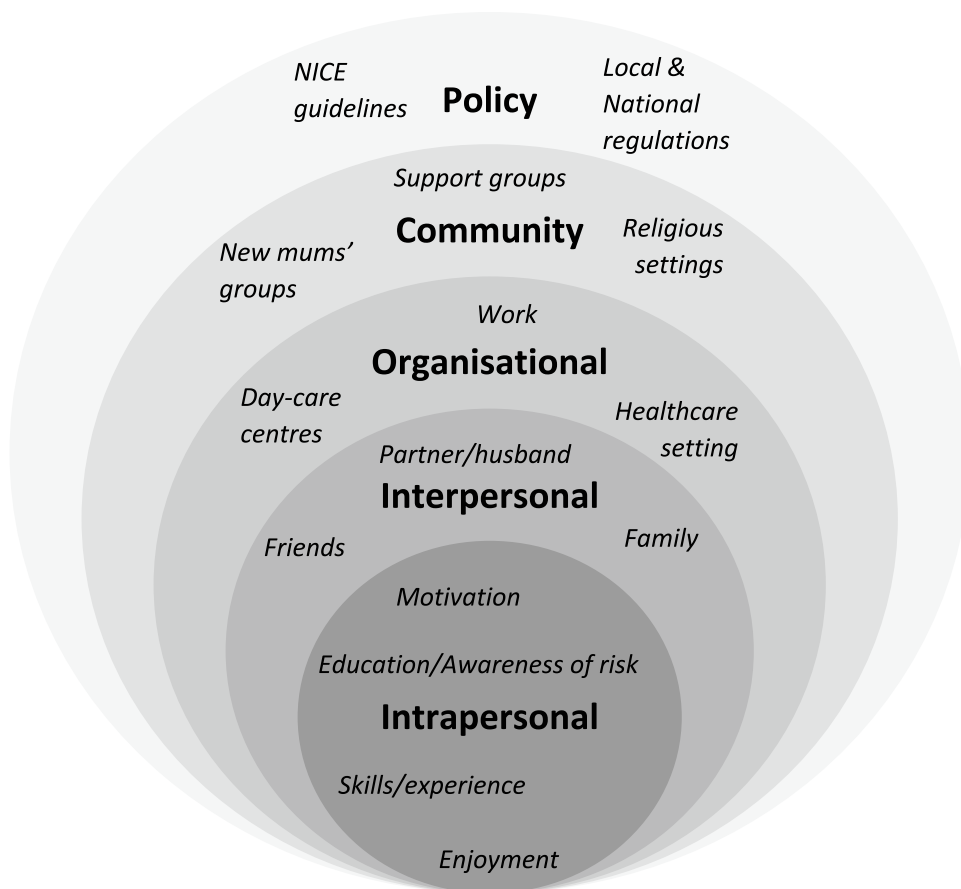 NICE
guidelines
Policy
Local &
National
regulations
Support groups
Community
New mums’
groups
Religious
settings
Work
Organisational
Day-care
centres
Healthcare
setting
Partner/husband
Interpersonal
Friends
Family
Motivation
Education/Awareness of risk
Intrapersonal
Skills/experience
Enjoyment